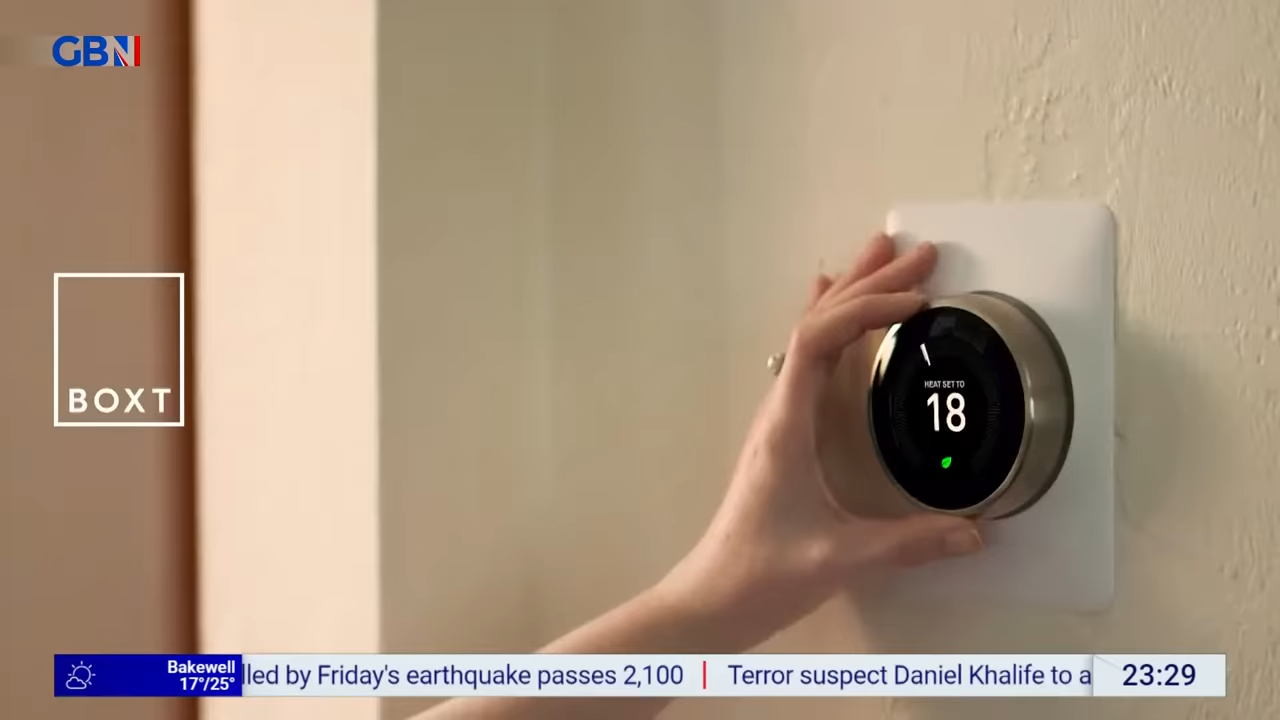 GBN
BOXT
HEAT SET TO
18
Bakewell
17°/25°
lled by Friday's earthquake passes 2,100 | Terror suspect Daniel Khalife to a
23:29